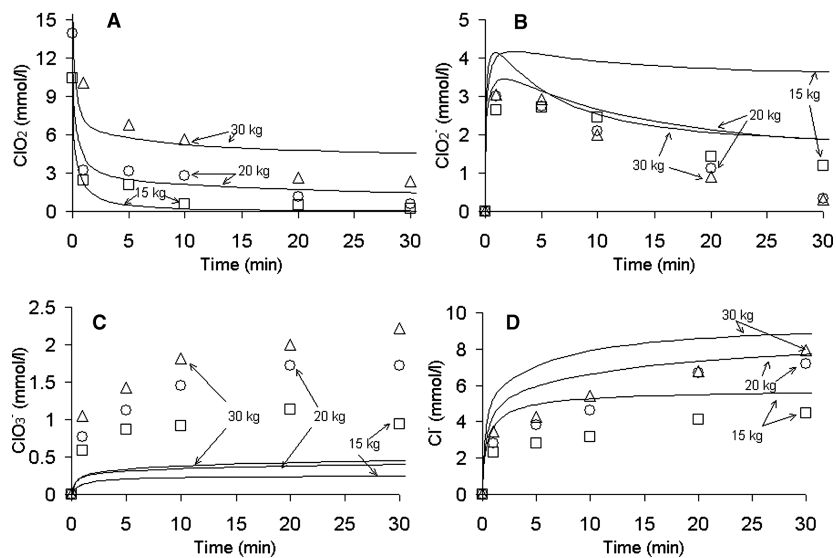 A
15
12
9
6
3
0
ClO2 (mmol/l)
30 kg
20 kg
15 kg
0 5 10 15 20 25 30
Time (min)
B
5
4
3
2
1
0
ClO2- (mmol/l)
15 kg
20 kg
30 kg
0 5 10 15 20 25 30
Time (min)
C
2.5
2
1.5
1
0.5
0
ClO3- (mmol/l)
30 kg
20 kg
15 kg
0 5 10 15 20 25 30
Time (min)
D
10
8
6
4
2
0
Cl- (mmol/l)
30 kg
20 kg
15 kg
0 5 10 15 20 25 30
Time (min)